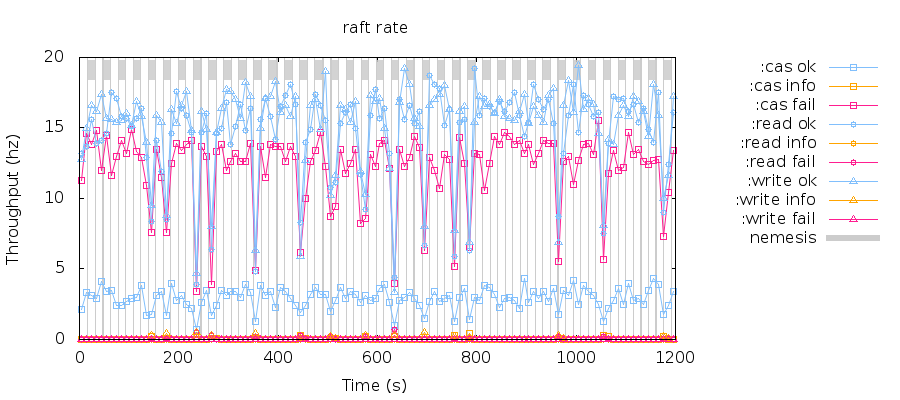 raft rate
20
15
10
5
0
0 200 400 600 800 1000 1200
Throughput (hz)
Time (s)
:cas ok
:cas info
:cas fail
:read ok
:read info
:read fail
:write ok
:write info
:write fail
nemesis